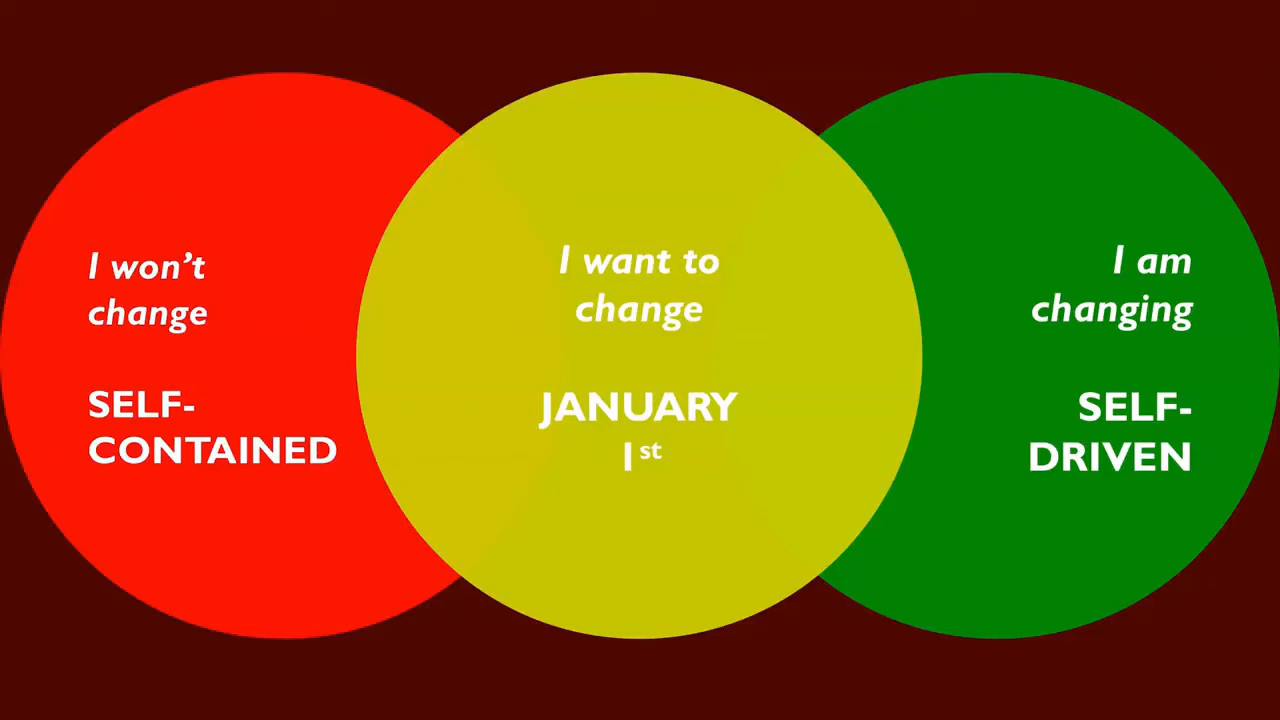 I won’t
change
SELF-
CONTAINED
I want to
change
JANUARY
1st
I am
changing
SELF-
DRIVEN